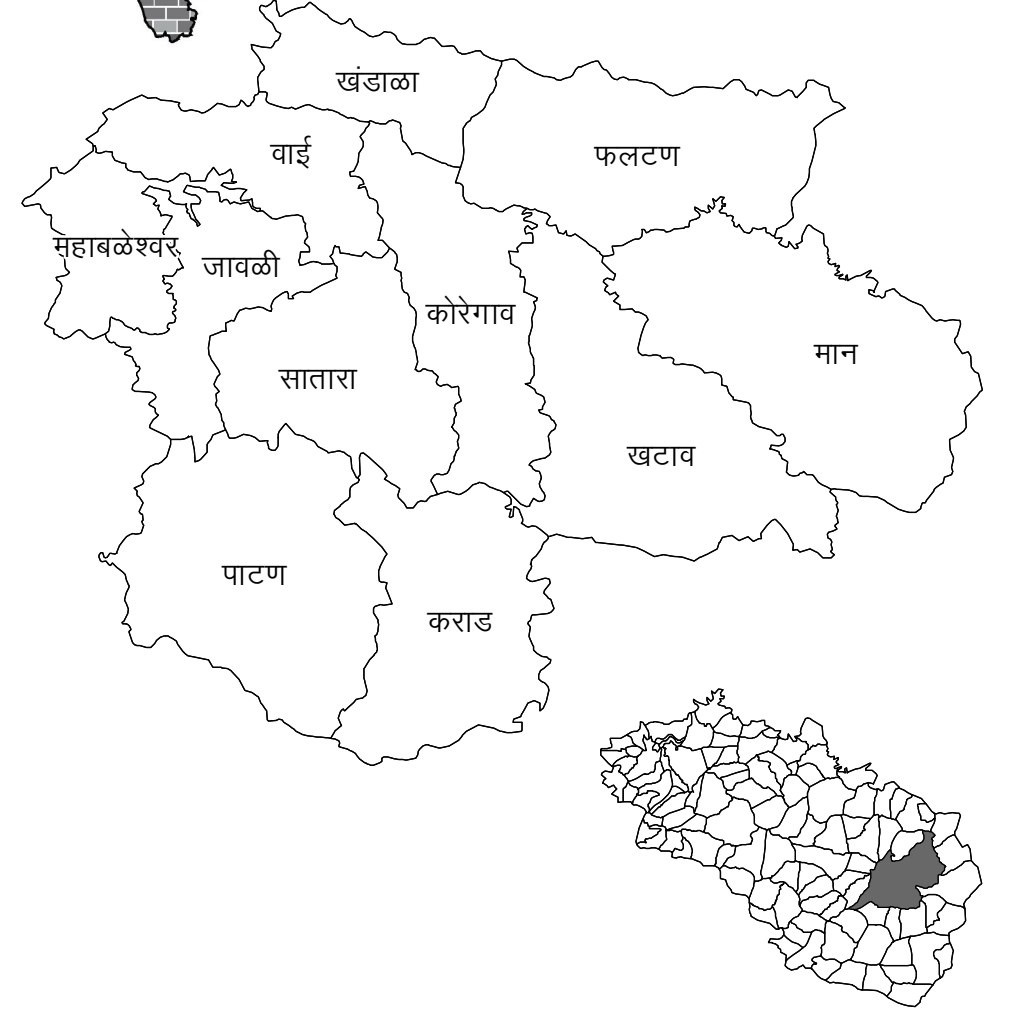 खंडाळा
वाई
फलटण
महाबळेश्वर
जावळी
कोरेगाव
सातारा
मान
खटाव
पाटण
कराड